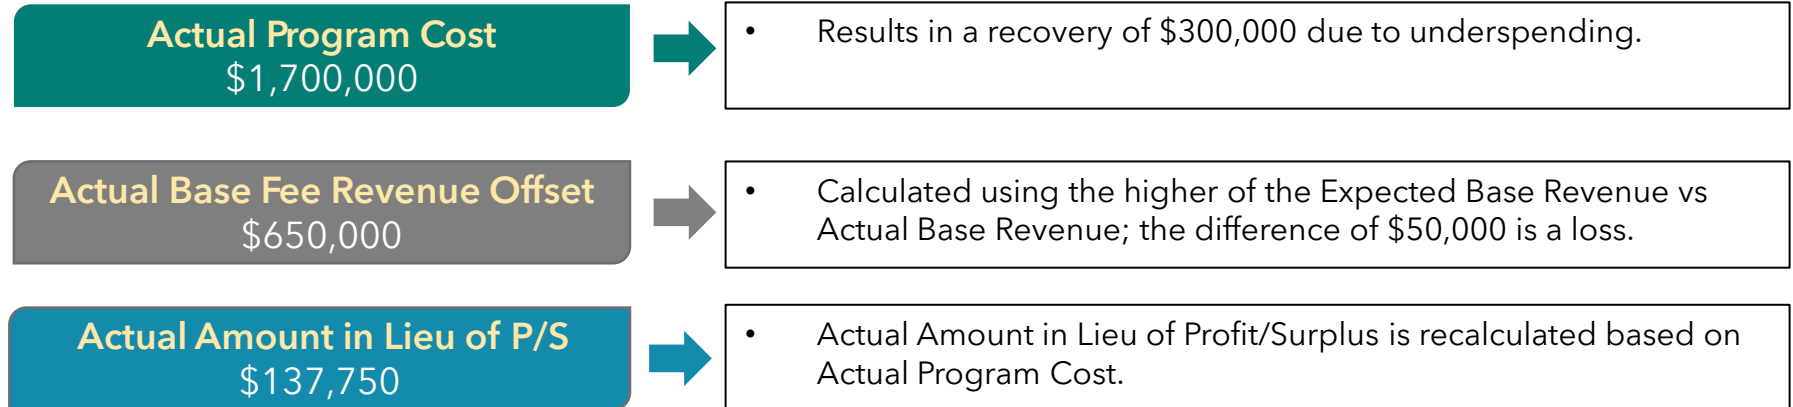 Actual Program Cost
$1,700,000
• Results in a recovery of $300,000 due to underspending.
Actual Base Fee Revenue Offset
$650,000
• Calculated using the higher of the Expected Base Revenue vs
Actual Base Revenue; the difference of $50,000 is a loss.
Actual Amount in Lieu of P/S
$137,750
• Actual Amount in Lieu of Profit/Surplus is recalculated based on
Actual Program Cost.